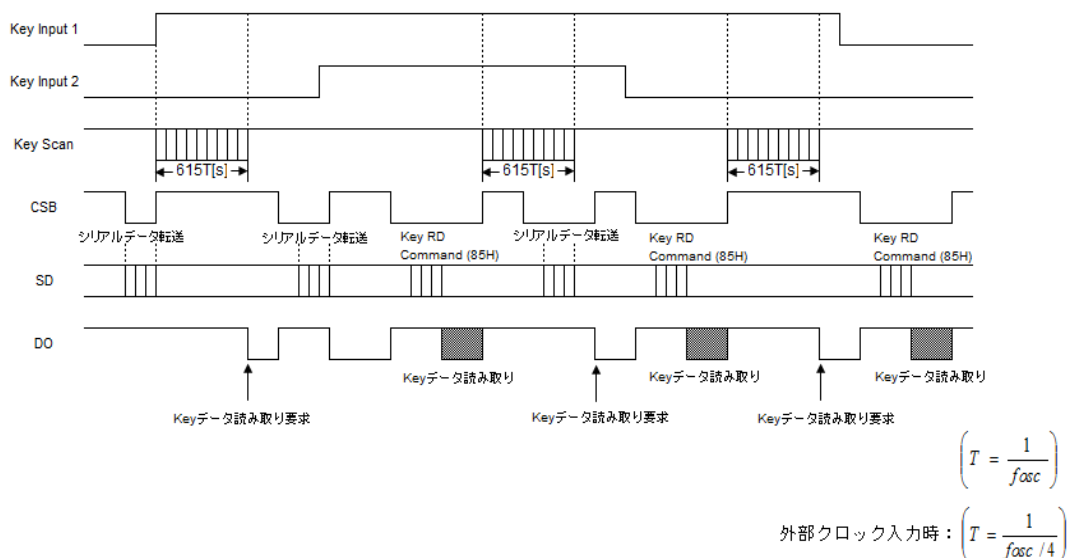 Key Input 1
Key Input 2
Key Scan
615T[s] 615T[s] 615T[s]
CSB
シリアルデータ転送 シリアルデータ転送 Key RD Command (85H) シリアルデータ転送 Key RD Command (85H) Key RD Command (85H)
SD
DO
Keyデータ読み取り Keyデータ読み取り Keyデータ読み取り
Keyデータ読み取り要求 Keyデータ読み取り要求 Keyデータ読み取り要求
(T = 1 / fosc)
外部クロック入力時：(T = 1 / (fosc /4))